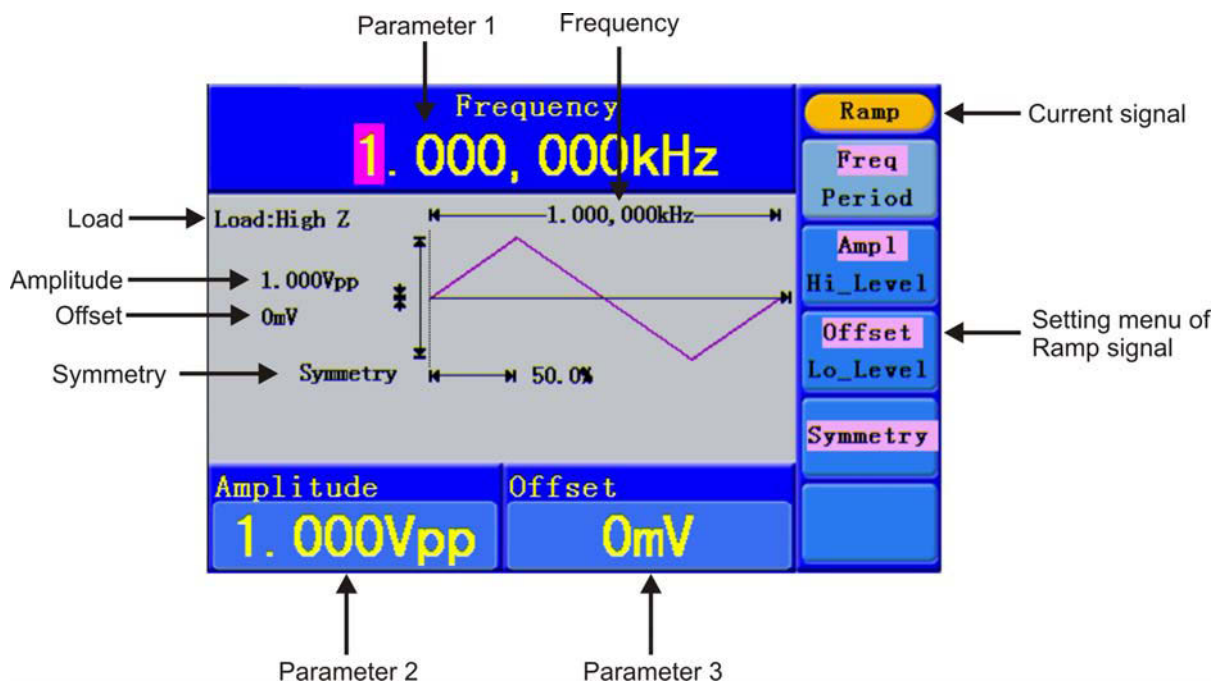 Parameter 1
Frequency
Frequency
1.000,000kHz
Ramp
Current signal
Freq
Period
Load
Load:High Z
1.000,000kHz
Ampl
Hi_Level
Amplitude
1.000Vpp
Offset
0mV
Offset
Lo_Level
Setting menu of
Ramp signal
Symmetry
Symmetry
50.0%
Symmetry
Amplitude
1.000Vpp
Offset
0mV
Parameter 2
Parameter 3